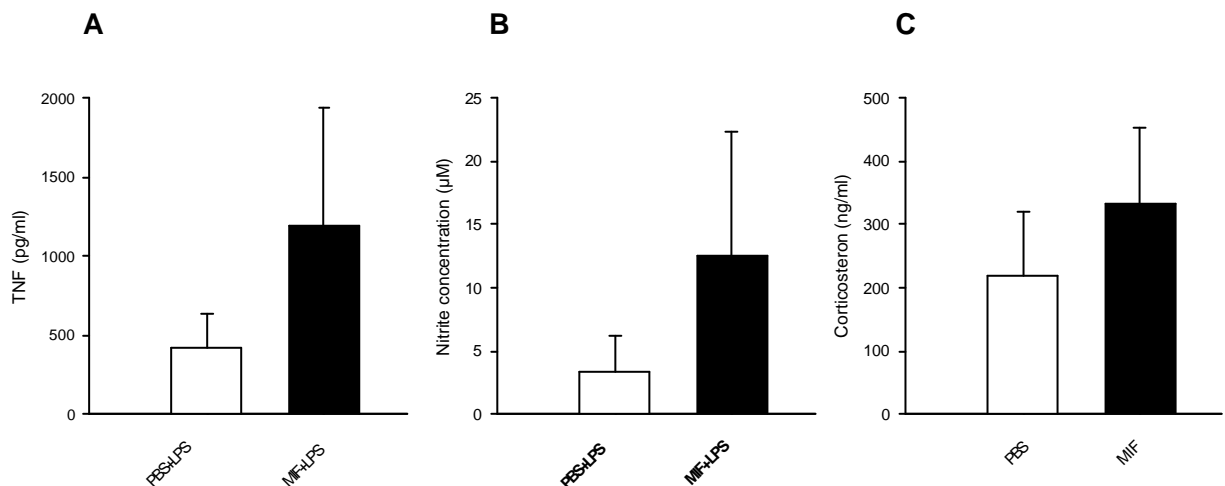 A
B
C
TNF (pg/ml)
2000
1500
1000
500
0
PBS+LPS
MIF+LPS
Nitrite concentration (µM)
25
20
15
10
5
0
PBS+LPS
MIF+LPS
Corticosteron (ng/ml)
500
400
300
200
100
0
PBS
MIF